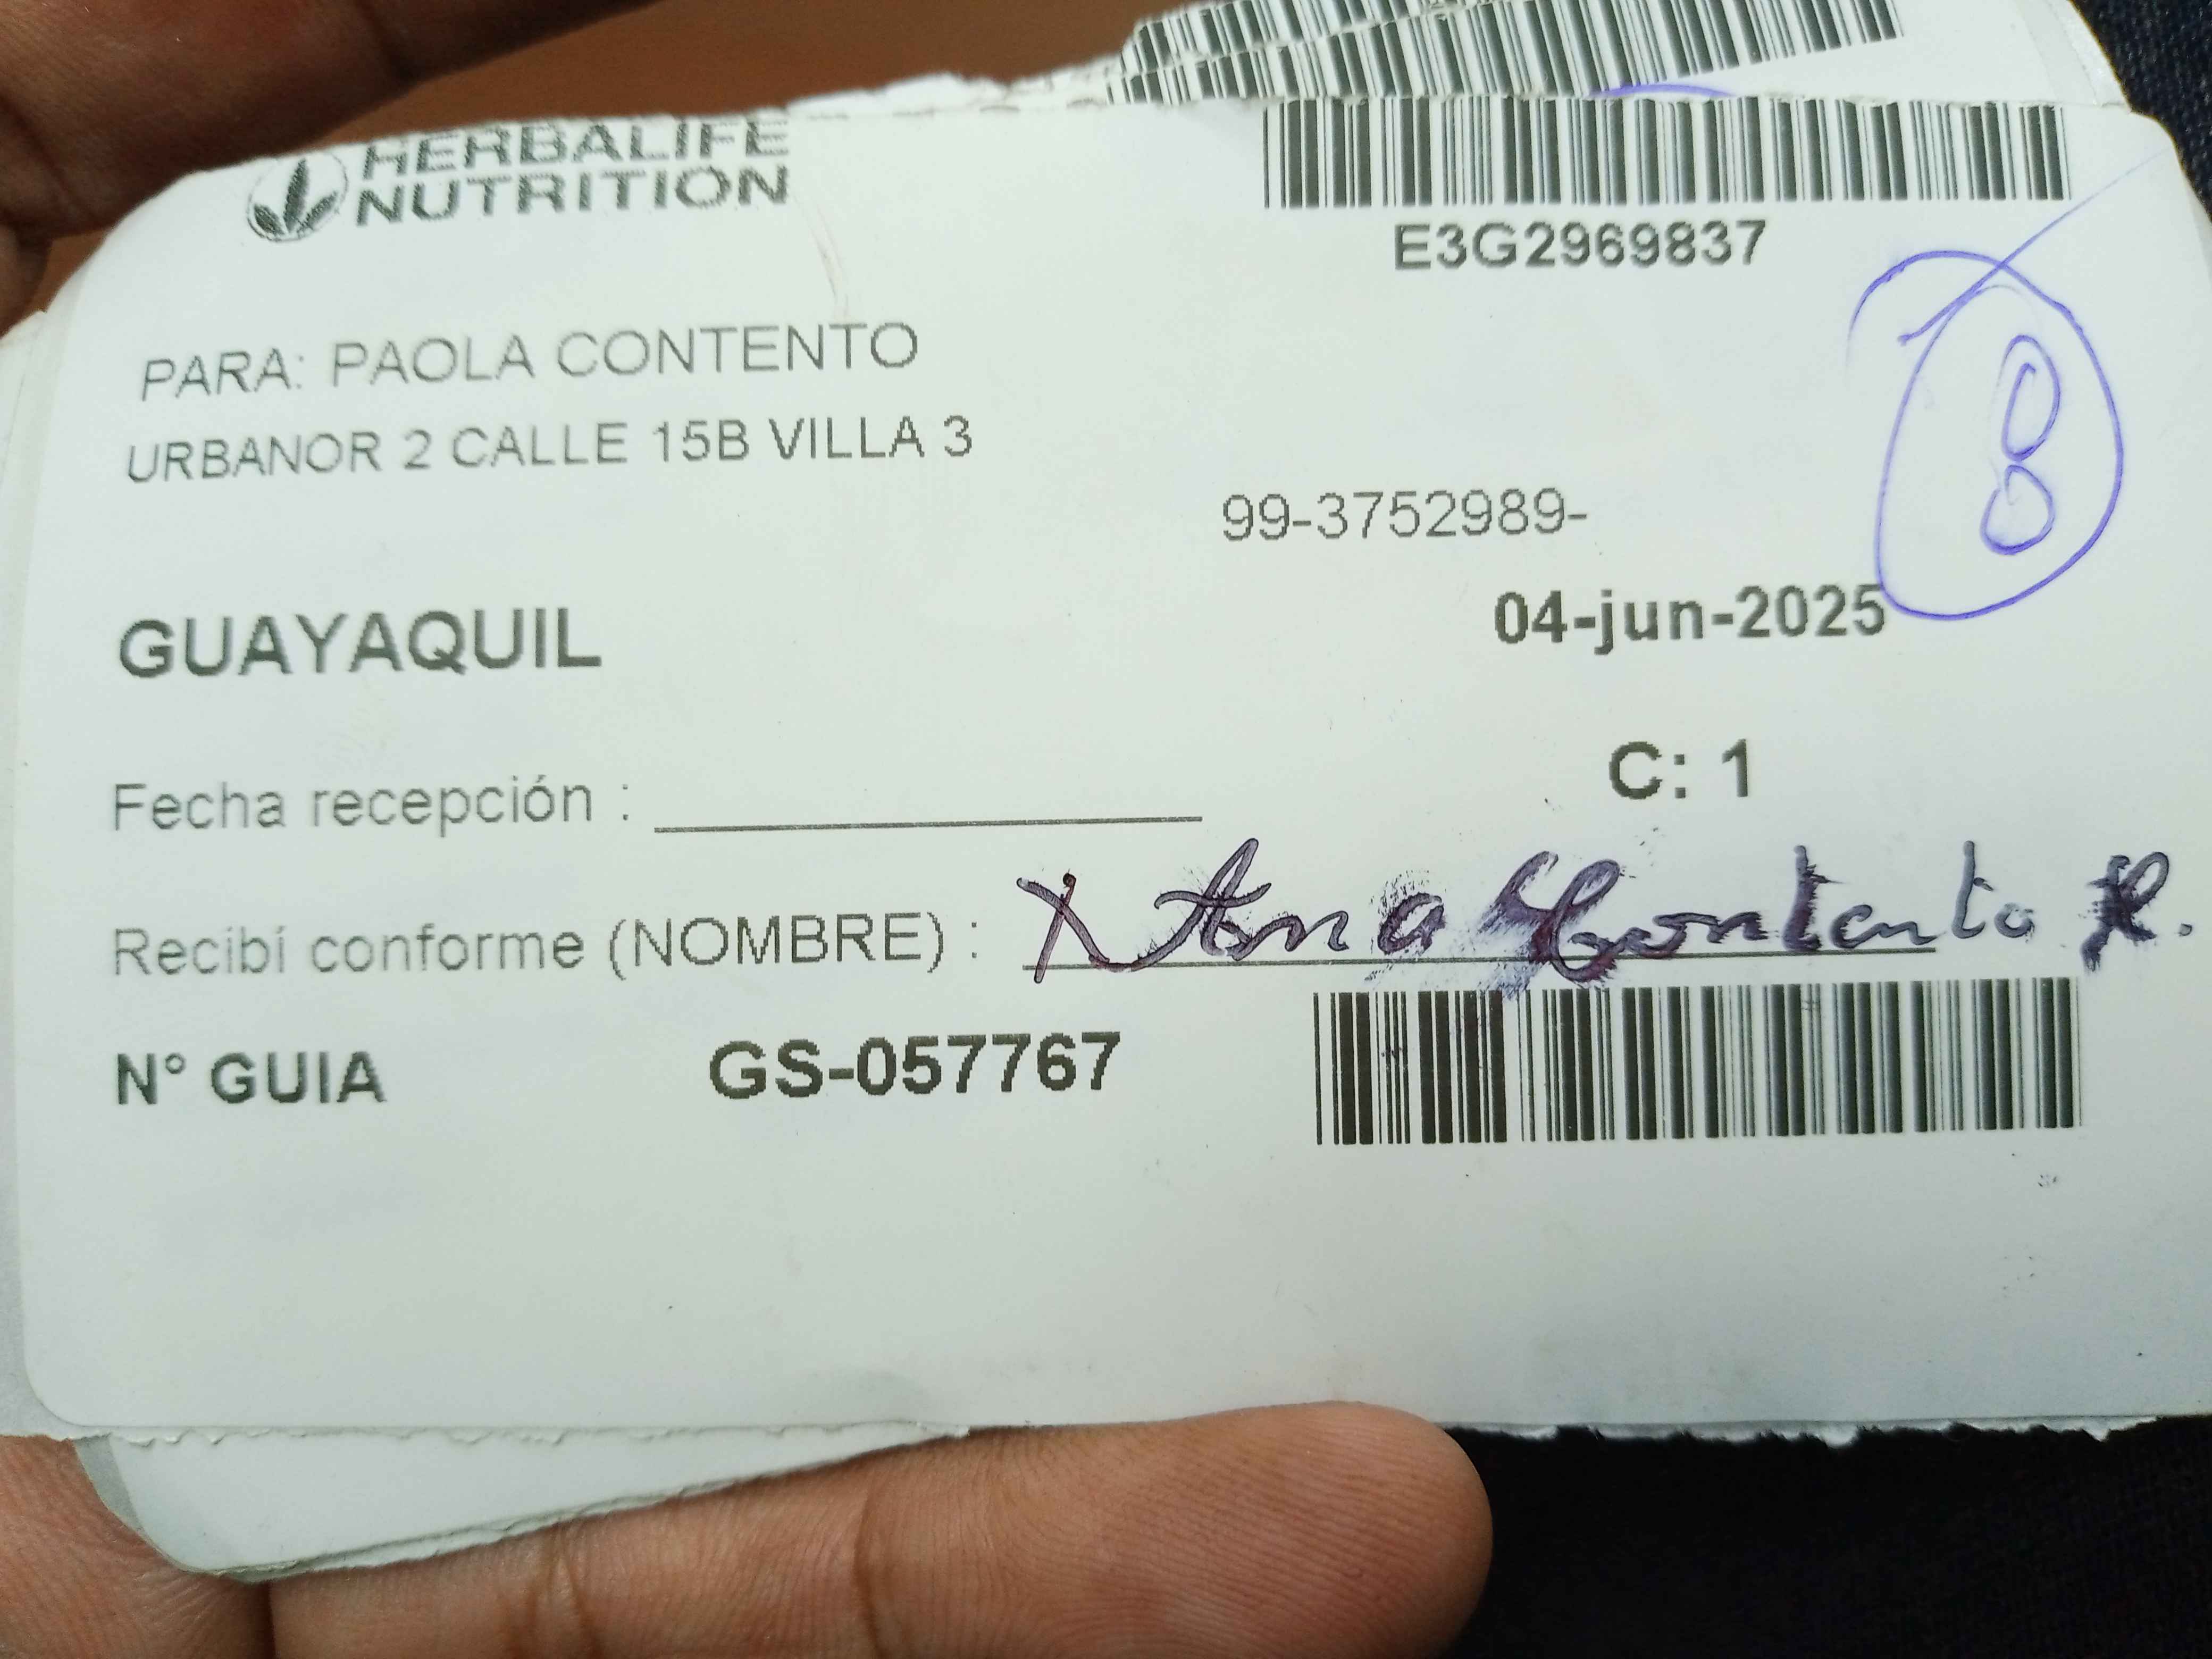 HERBALIFE
NUTRITION
E3G2969837
PARA: PAOLA CONTENTO
URBANOR 2 CALLE 15B VILLA 3
8
99-3752989-
GUAYAQUIL
04-jun-2025
C: 1
Fecha recepción :
Recibí conforme (NOMBRE) : X Ana Contento R.
N° GUIA GS-057767